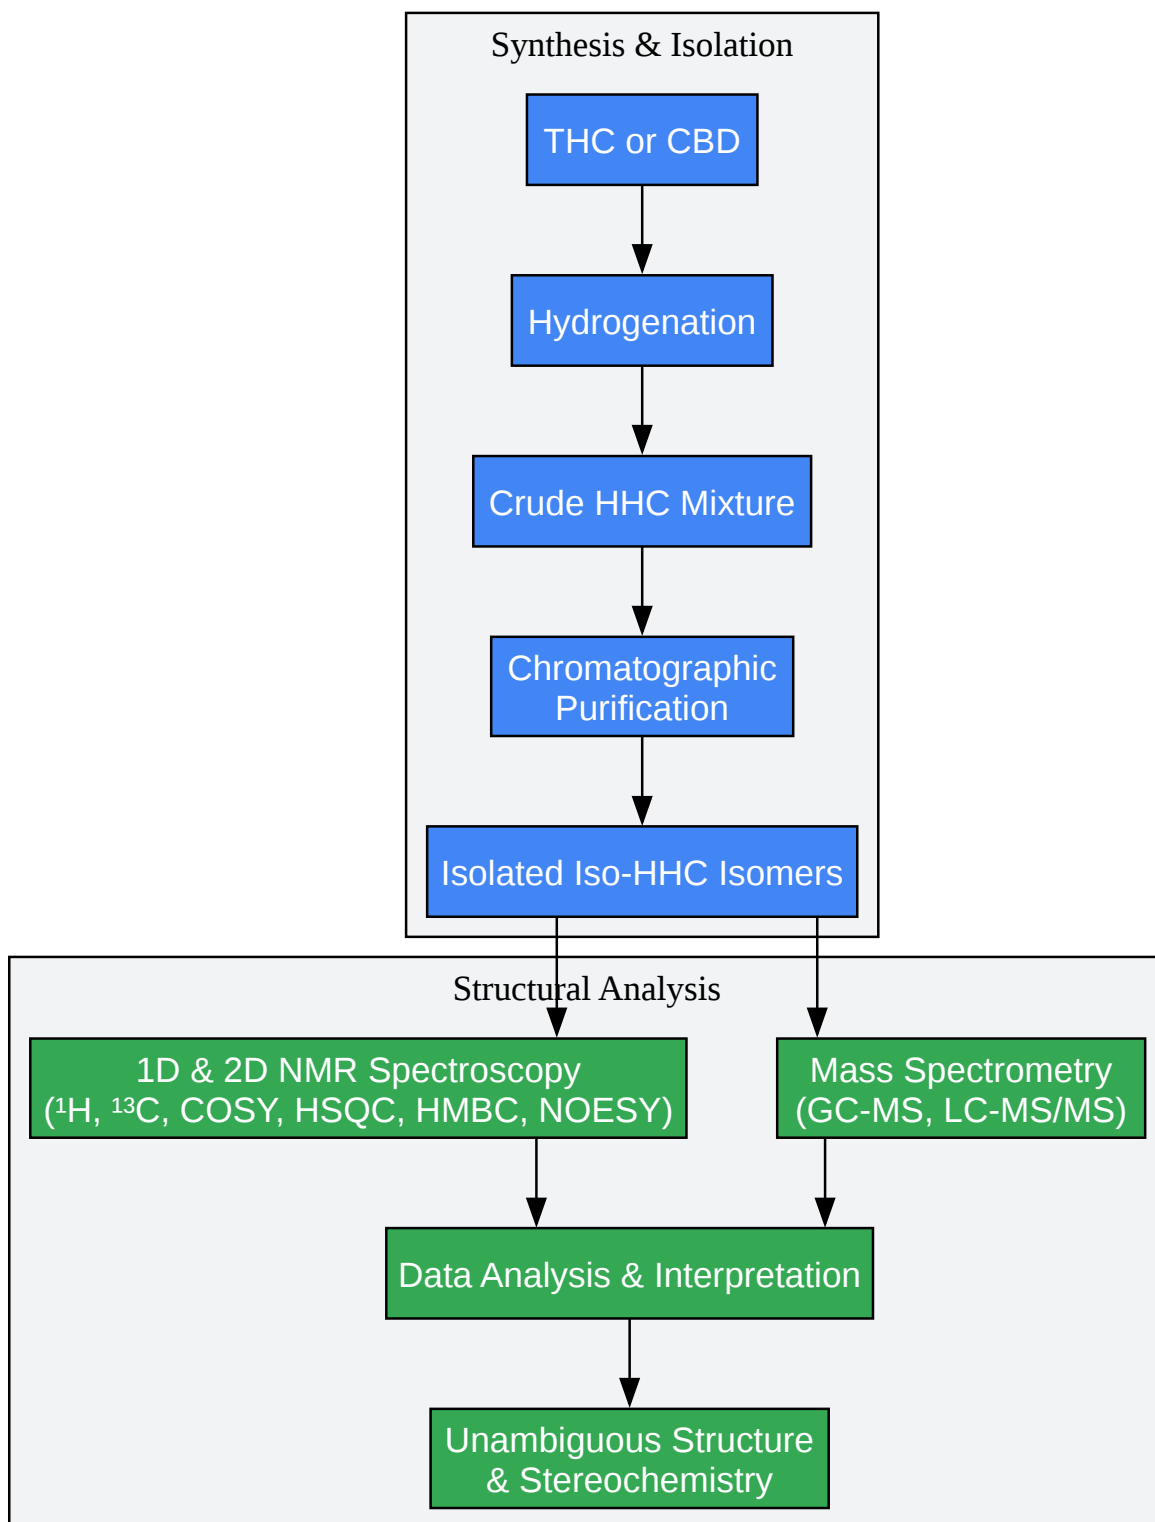 Synthesis & Isolation
THC or CBD
Hydrogenation
Crude HHC Mixture
Chromatographic
Purification
Isolated Iso-HHC Isomers
Structural Analysis
1D & 2D NMR Spectroscopy
(¹H, ¹³C, COSY, HSQC, HMBC, NOESY)
Mass Spectrometry
(GC-MS, LC-MS/MS)
Data Analysis & Interpretation
Unambiguous Structure
& Stereochemistry